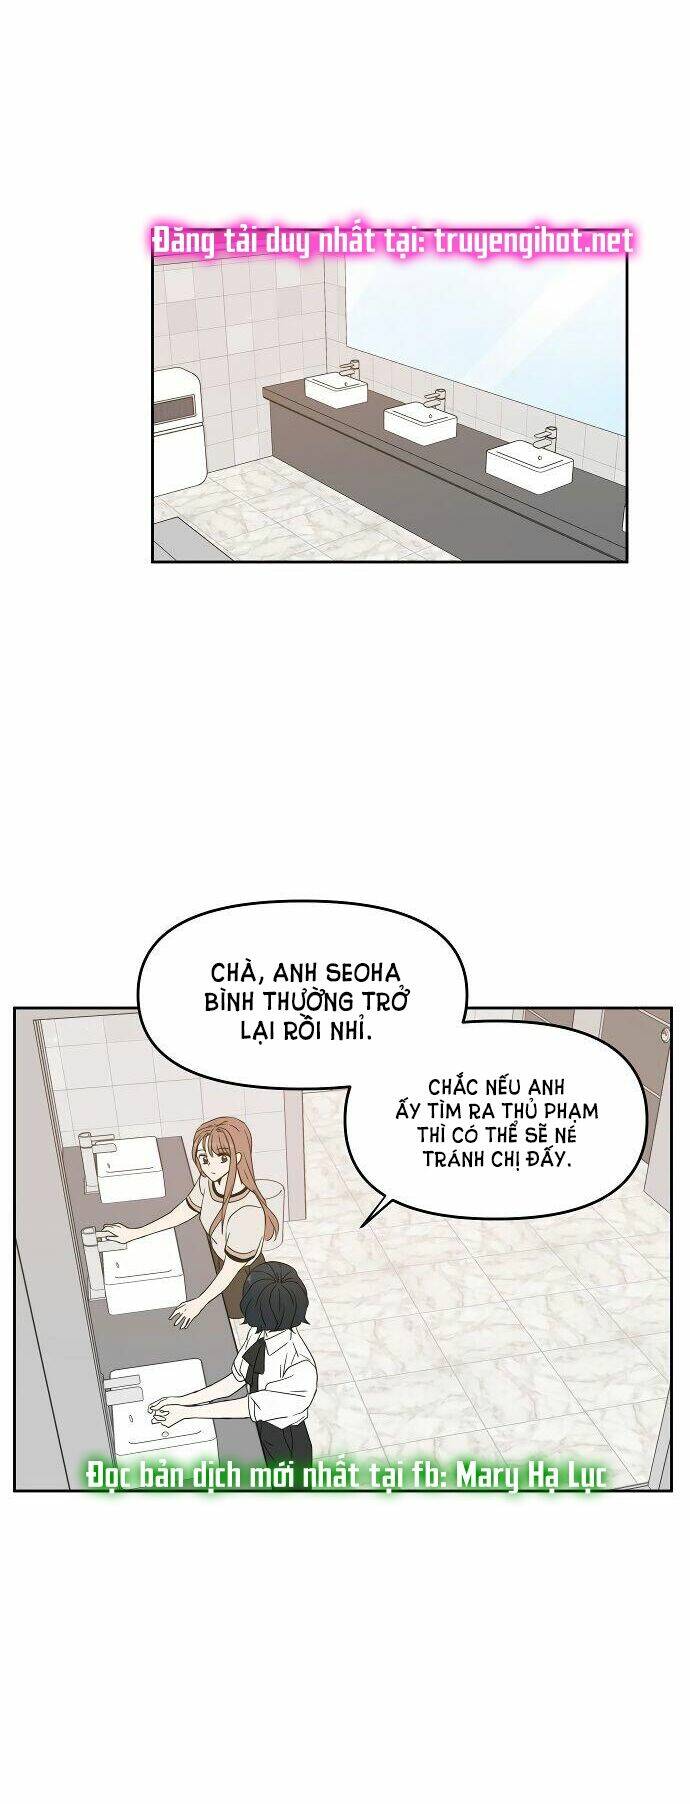 Đăng tải duy nhất tại: truyengihot.net
CHÀ, ANH SEOHA
BÌNH THƯỜNG TRỞ
LẠI RỒI NHỈ.
CHẮC NẾU ANH
ẤY TÌM RA THỦ PHẠM
THÌ CÓ THỂ SẼ NÉ
TRÁNH CHỊ ĐẤY.
Đọc bản dịch mới nhất tại fb: Mary Hạ Lục